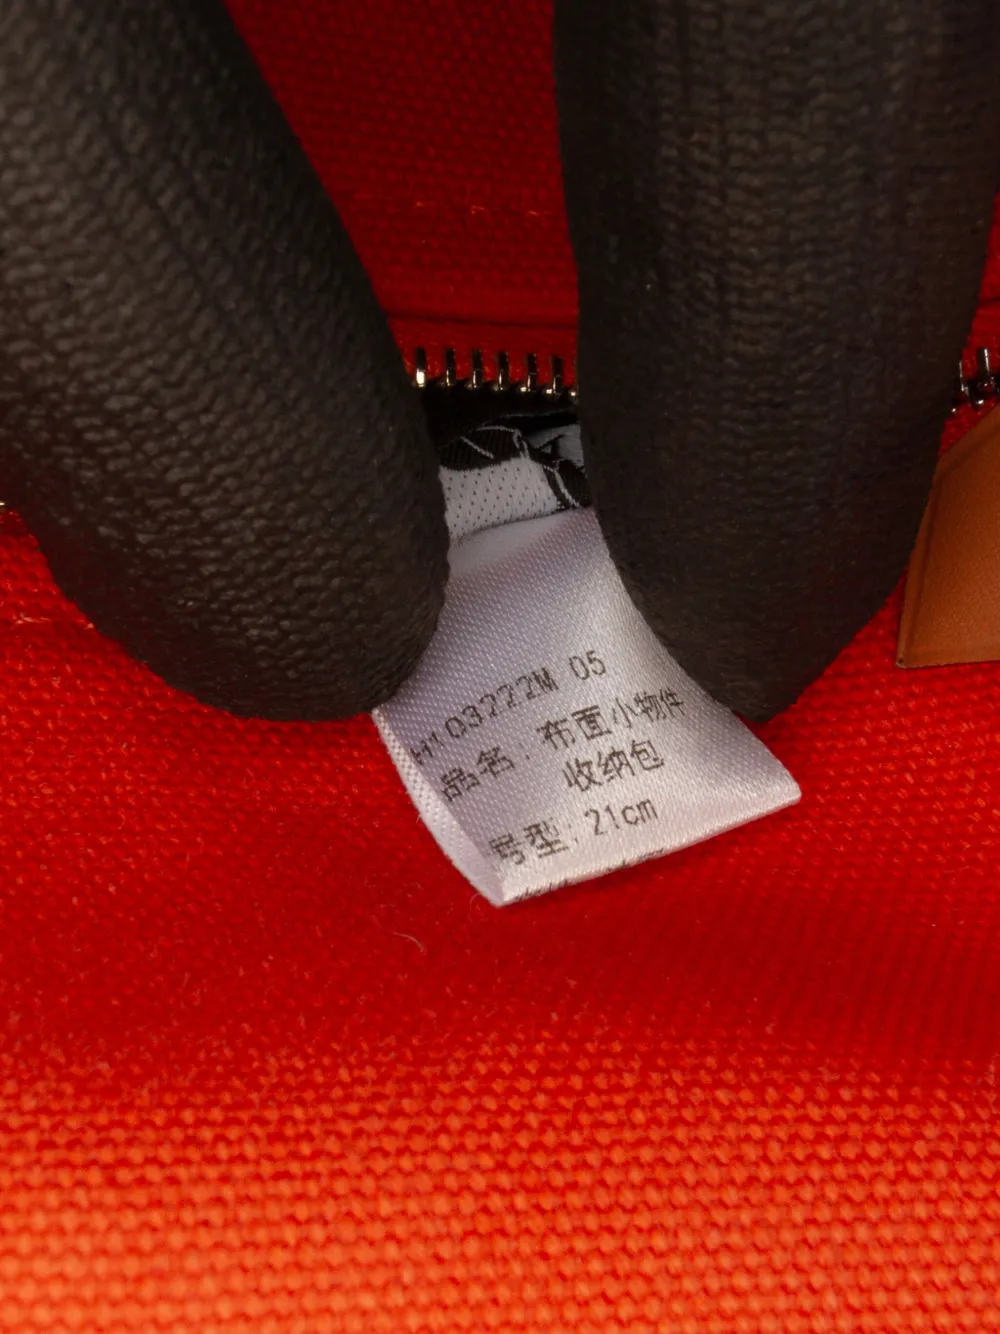 H103222M 05
品名: 布面小物件
收纳包
号型: 21cm